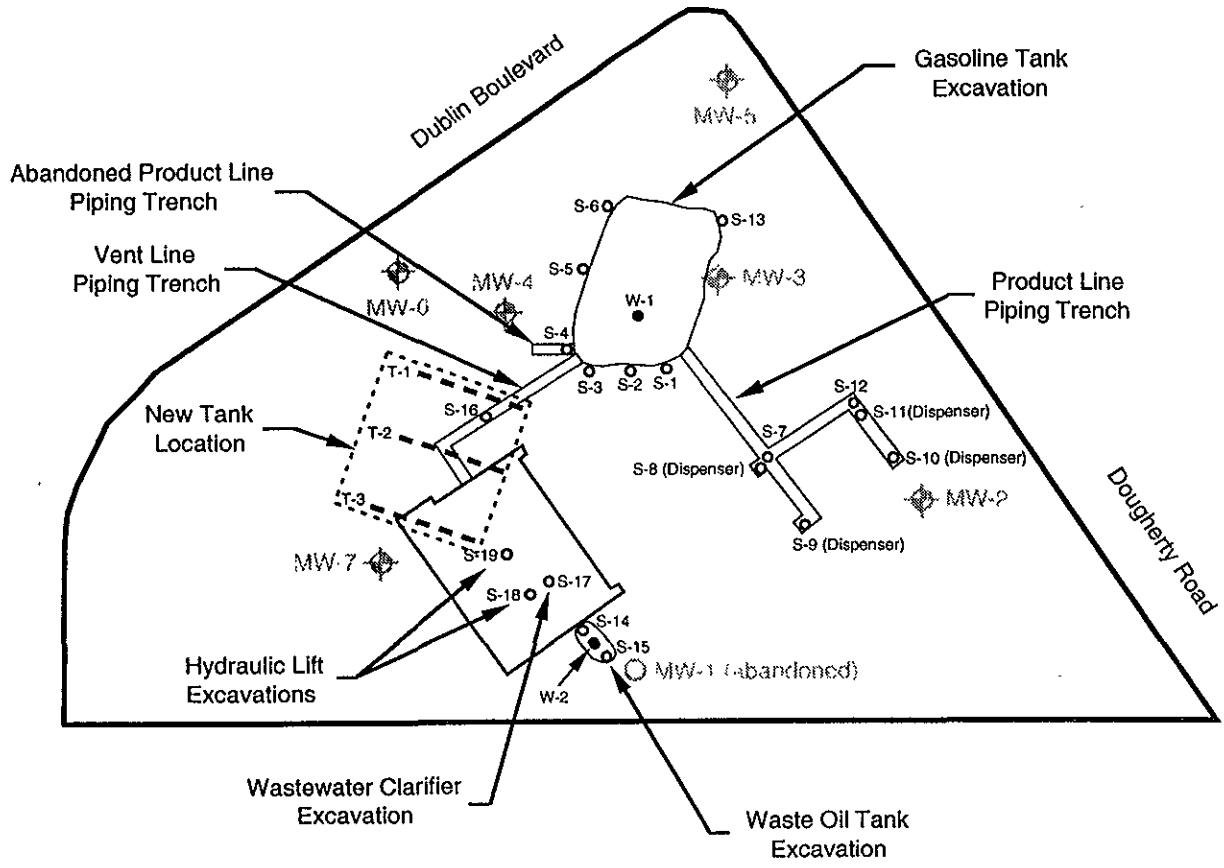 Gasoline Tank
Excavation
Dublin Boulevard
MW-5
Abandoned Product Line
Piping Trench
S-6
S-13
Vent Line
Piping Trench
S-5
MW-4
MW-3
Product Line
Piping Trench
MW-6
W-1
S-4
S-3
S-2
S-1
T-1
S-12
S-11(Dispenser)
New Tank
Location
S-16
T-2
S-7
S-8 (Dispenser)
S-10 (Dispenser)
MW-2
T-3
S-9 (Dispenser)
Dougherty Road
MW-7
S-19
S-17
S-18
S-14
S-15
Hydraulic Lift
Excavations
W-2
MW-1 (abandoned)
Wastewater Clarifier
Excavation
Waste Oil Tank
Excavation